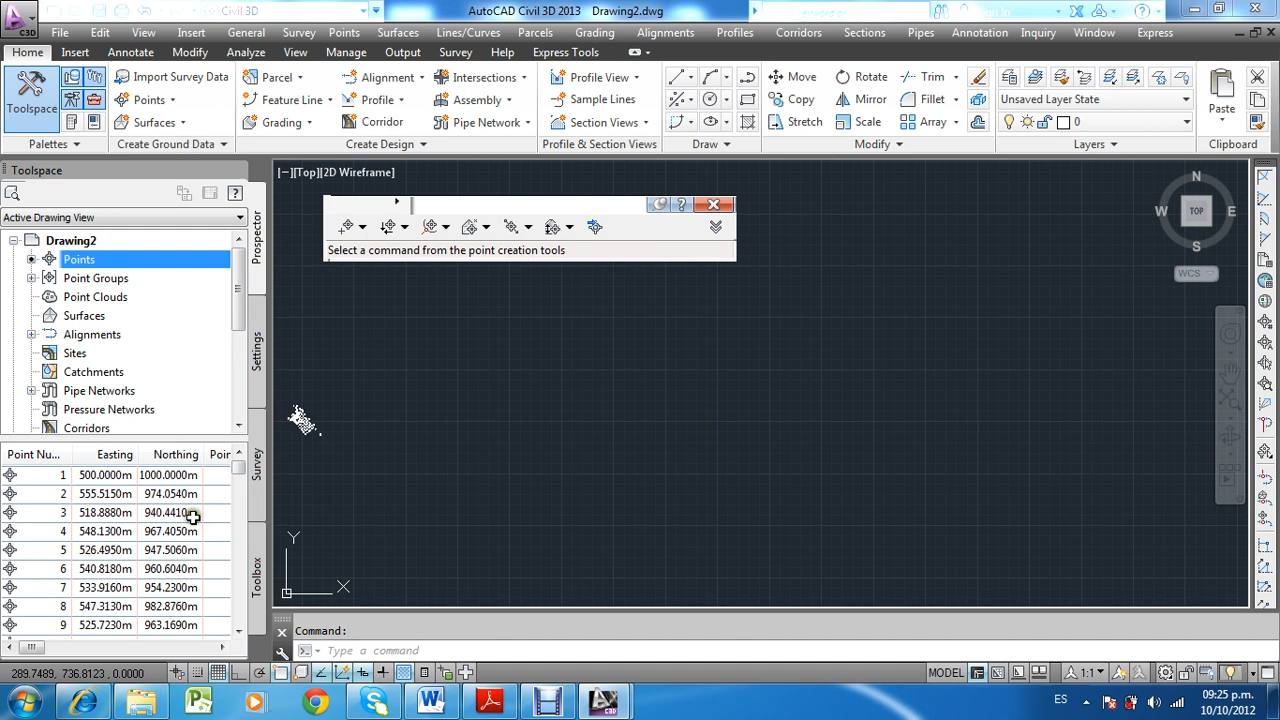 Civil 3D
AutoCAD Civil 3D 2013 Drawing2.dwg
C3D
File Edit View Insert General Survey Points Surfaces Lines/Curves Parcels Grading Alignments Profiles Corridors Sections Pipes Annotation Inquiry Window Express
Home Insert Annotate Modify Analyze View Manage Output Survey Help Express Tools
Toolspace
Import Survey Data
Points
Surfaces
Parcel
Feature Line
Grading
Alignment
Profile
Corridor
Intersections
Assembly
Pipe Network
Profile View
Sample Lines
Section Views
Move
Copy
Stretch
Rotate
Mirror
Scale
Trim
Fillet
Array
Unsaved Layer State
0
Paste
Palettes Create Ground Data Create Design Profile & Section Views Draw Modify Layers Clipboard
Toolspace
Active Drawing View
Drawing2
Points
Point Groups
Point Clouds
Surfaces
Alignments
Sites
Catchments
Pipe Networks
Pressure Networks
Corridors
Prospector
Settings
Survey
Toolbox
Point Nu... Easting Northing Poir
1 500.0000m 1000.0000m
2 555.5150m 974.0540m
3 518.8880m 940.4410m
4 548.1300m 967.4050m
5 526.4950m 947.5060m
6 540.8180m 960.6040m
7 533.9160m 954.2300m
8 547.3130m 982.8760m
9 525.7230m 963.1690m
[−][Top][2D Wireframe]
Select a command from the point creation tools
N
W TOP E
S
WCS
Y
X
Command:
Type a command
289.7489, 736.8123, 0.0000
MODEL
1:1
ES
09:25 p.m.
10/10/2012